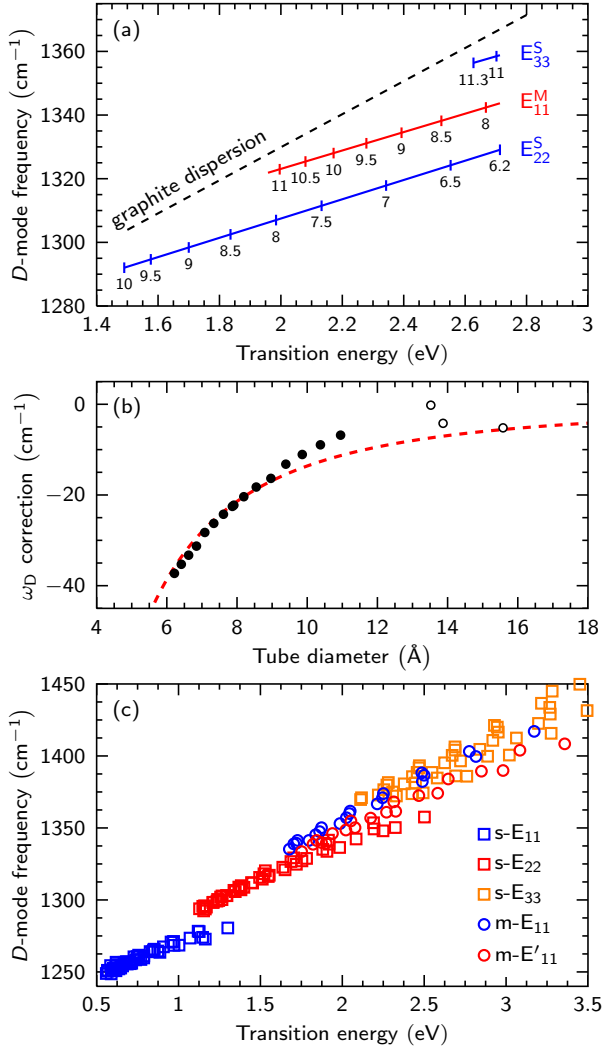 (a)
D-mode frequency (cm⁻¹)
1360
1340
1320
1300
1280
graphite dispersion
E₃₃ˢ
11.3 11
E₁₁ᴹ
11 10.5 10 9.5 9 8.5 8
E₂₂ˢ
10 9.5 9 8.5 8 7.5 7 6.5 6.2
1.4 1.6 1.8 2 2.2 2.4 2.6 2.8 3
Transition energy (eV)
(b)
ω_D correction (cm⁻¹)
0
−20
−40
4 6 8 10 12 14 16 18
Tube diameter (Å)
(c)
D-mode frequency (cm⁻¹)
1450
1400
1350
1300
1250
s-E₁₁
s-E₂₂
s-E₃₃
m-E₁₁
m-E'₁₁
0.5 1 1.5 2 2.5 3 3.5
Transition energy (eV)